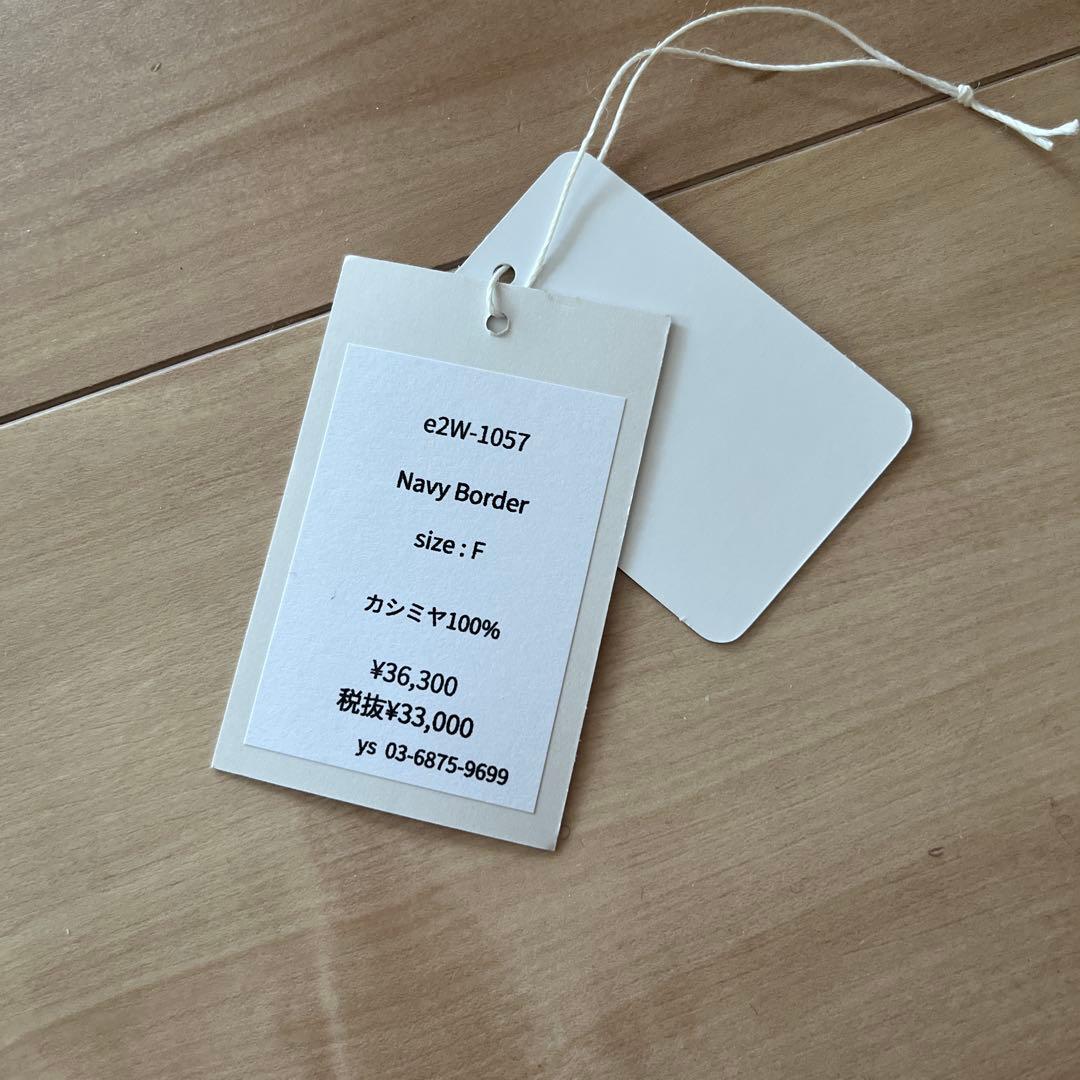 e2W-1057
Navy Border
size : F
カシミヤ100%
¥36,300
税抜¥33,000
ys 03-6875-9699